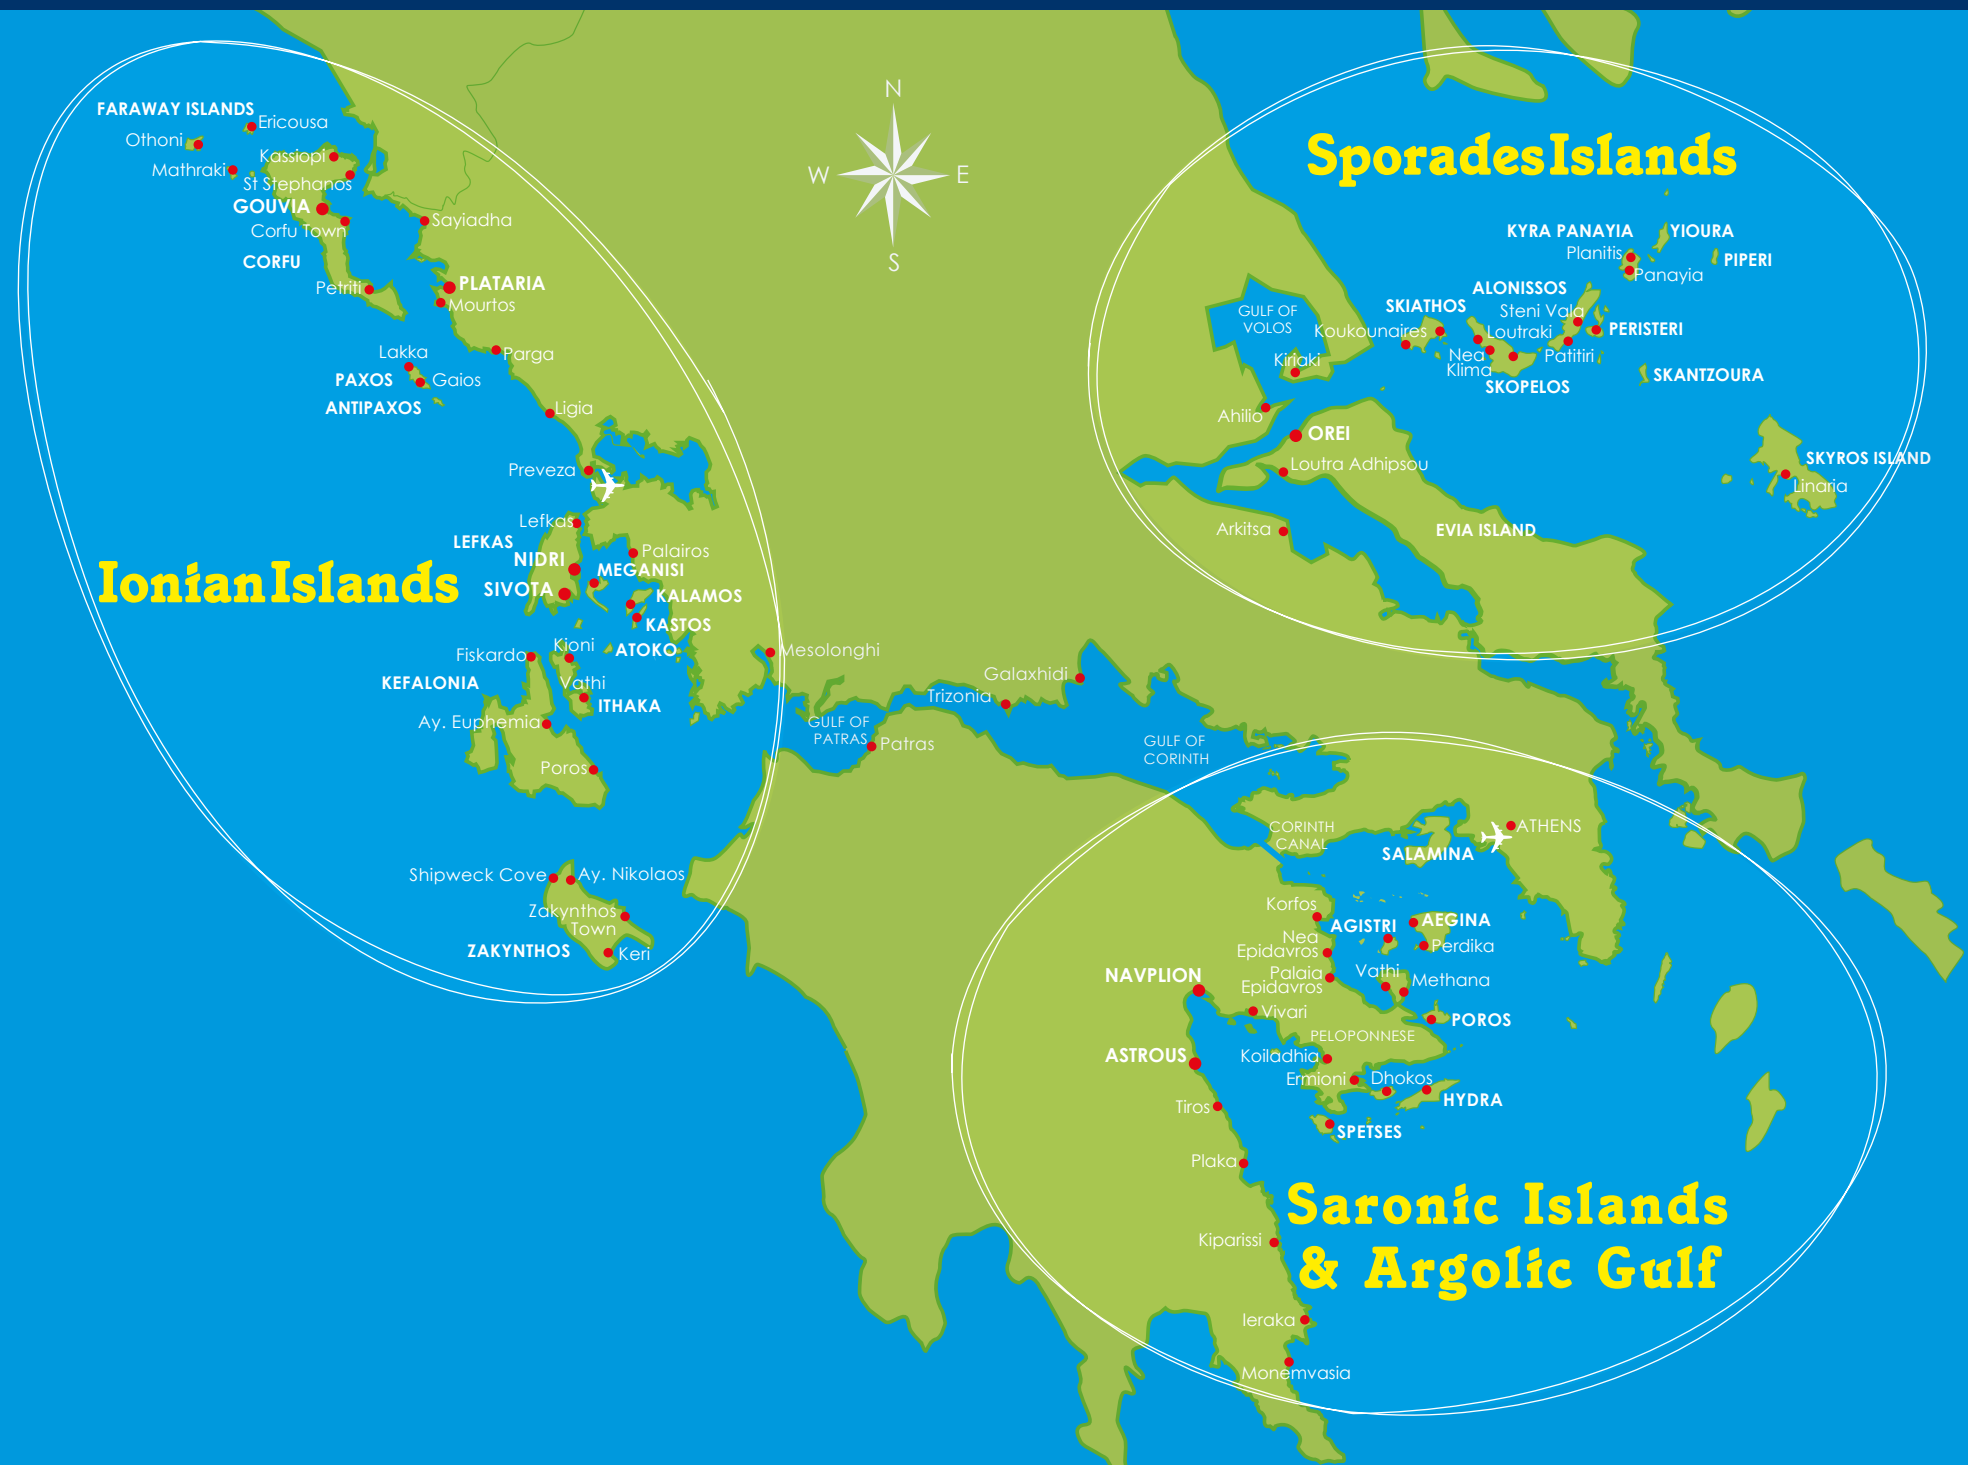 N
W
E
S
FARAWAY ISLANDS
Ericousa
Othoni
Kassiopi
Mathraki
St Stephanos
GOUVIA
Corfu Town
Sayiadha
CORFU
Petriti
PLATARIA
Mourtos
Lakka
Parga
PAXOS
Gaios
ANTIPAXOS
Ligia
Preveza
Lefkas
LEFKAS
Palairos
NIDRI
MEGANISI
IonianIslands
SIVOTA
KALAMOS
KASTOS
Kioni
ATOKO
Fiskardo
Mesolonghi
KEFALONIA
Vathi
ITHAKA
Ay. Euphemia
Poros
Shipweck Cove
Ay. Nikolaos
Zakynthos
Town
ZAKYNTHOS
Keri
Galaxhidi
Trizonia
GULF OF
PATRAS
Patras
GULF OF
CORINTH
SporadesIslands
KYRA PANAYIA
YIOURA
Planitis
PIPERI
Panayia
ALONISSOS
SKIATHOS
Steni Vala
GULF OF
VOLOS
Koukounaires
Loutraki
PERISTERI
Nea
Klima
Patitiri
Kiriaki
SKOPELOS
SKANTZOURA
Ahilio
OREI
Loutra Adhipsou
SKYROS ISLAND
Linaria
Arkitsa
EVIA ISLAND
CORINTH
CANAL
ATHENS
SALAMINA
Korfos
AGISTRI
AEGINA
Nea
Epidavros
Perdika
Palaia
Epidavros
Vathi
Methana
NAVPLION
Vivari
POROS
PELOPONNESE
ASTROUS
Koiladhia
Ermioni
Dhokos
HYDRA
Tiros
SPETSES
Plaka
Saronic Islands
& Argolic Gulf
Kiparissi
Ieraka
Monemvasia